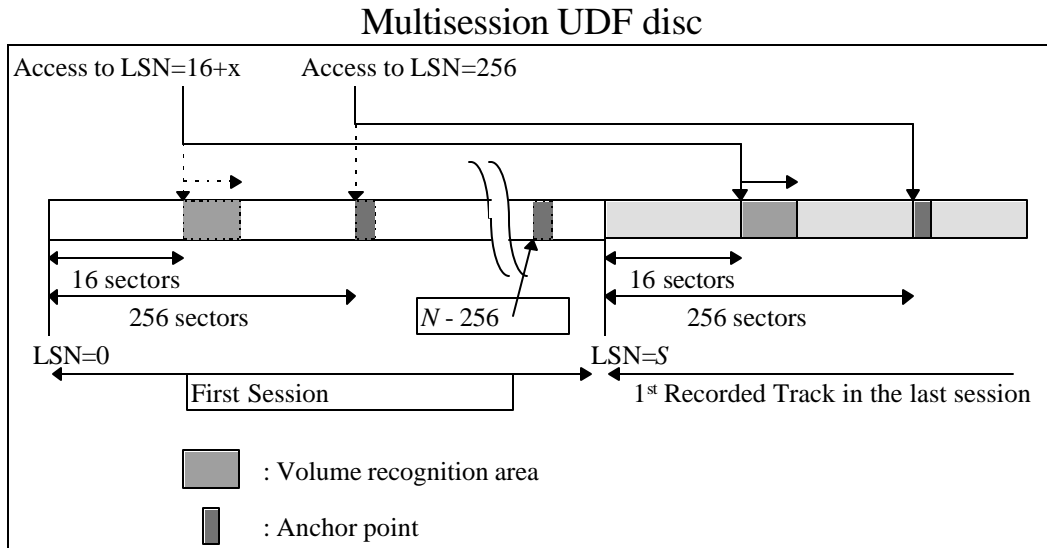 Multisession UDF disc
Access to LSN=16+x
Access to LSN=256
16 sectors
256 sectors
N - 256
16 sectors
256 sectors
LSN=0
LSN=S
First Session
1st Recorded Track in the last session
: Volume recognition area
: Anchor point